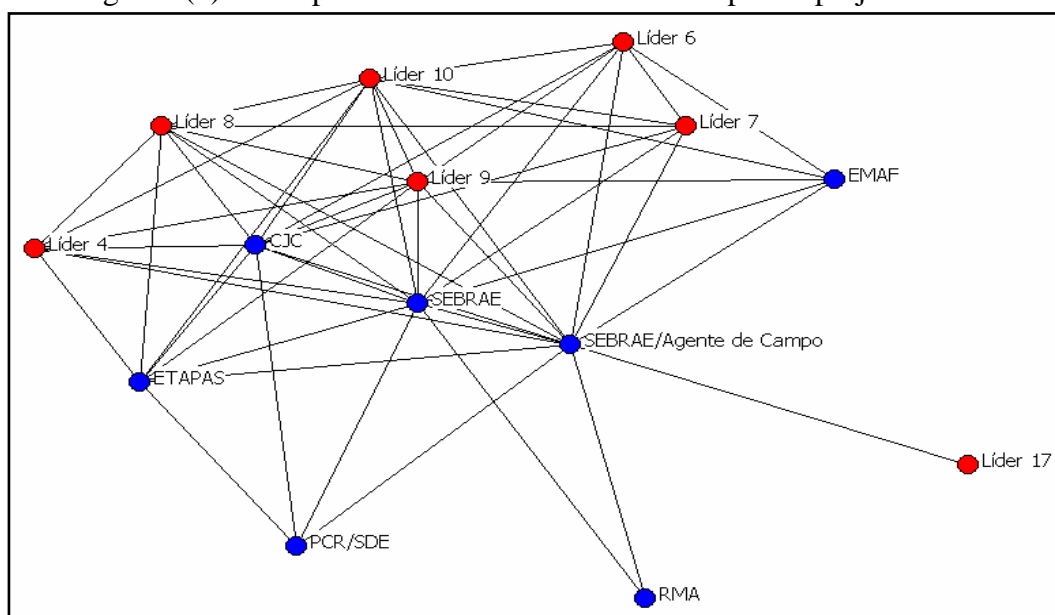 Líder 6
Líder 10
Líder 8
Líder 7
EMAF
Líder 9
Líder 4
CJC
SEBRAE
SEBRAE/Agente de Campo
ETAPAS
Líder 17
PCR/SDE
RMA